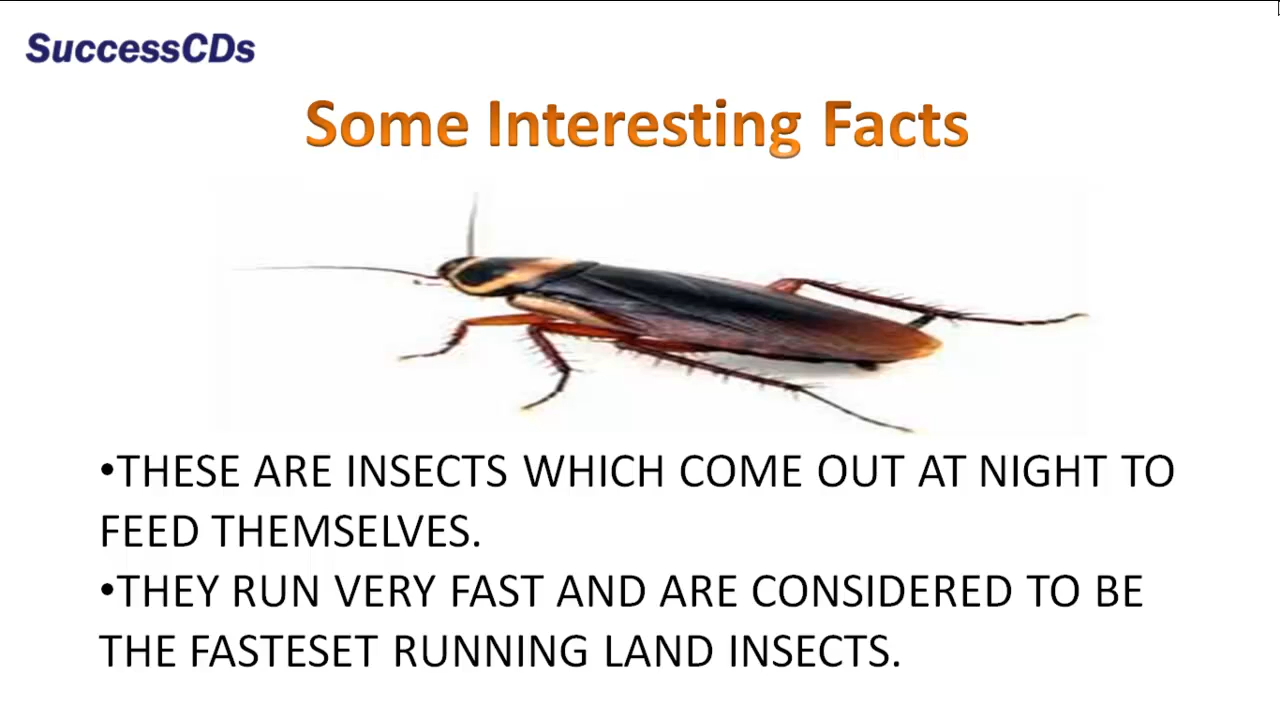 SuccessCDs
Some Interesting Facts
•THESE ARE INSECTS WHICH COME OUT AT NIGHT TO
FEED THEMSELVES.
•THEY RUN VERY FAST AND ARE CONSIDERED TO BE
THE FASTESET RUNNING LAND INSECTS.